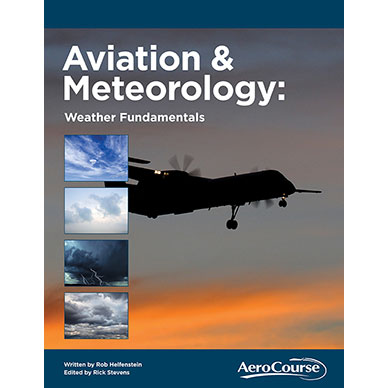 Aviation &
Meteorology:
Weather Fundamentals
Written by Rob Helfenstein
Edited by Rick Stevens
AeroCourse